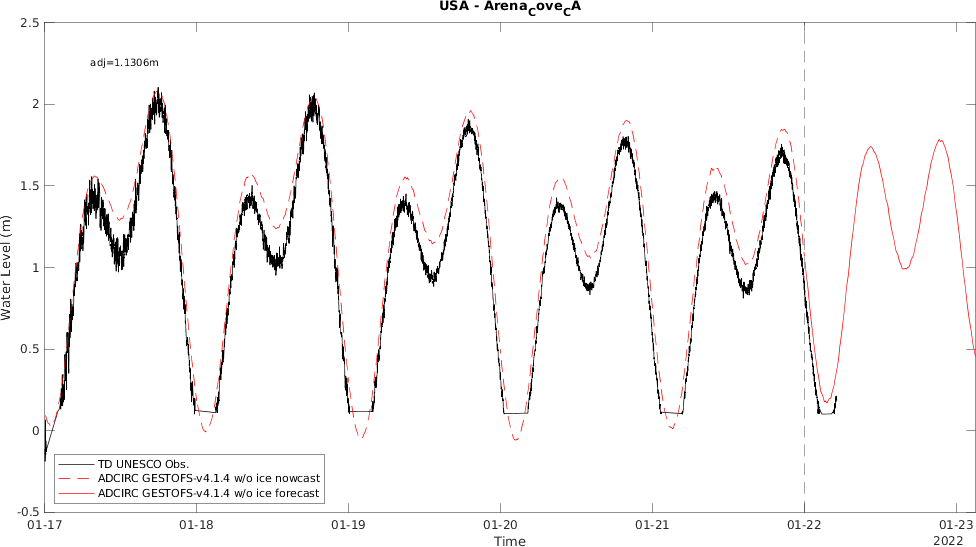 USA - ArenaCoveCA
2.5
adj=1.1306m
2
1.5
1
0.5
0
-0.5
Water Level (m)
TD UNESCO Obs.
ADCIRC GESTOFS-v4.1.4 w/o ice nowcast
ADCIRC GESTOFS-v4.1.4 w/o ice forecast
01-17 01-18 01-19 01-20 01-21 01-22 01-23
Time 2022